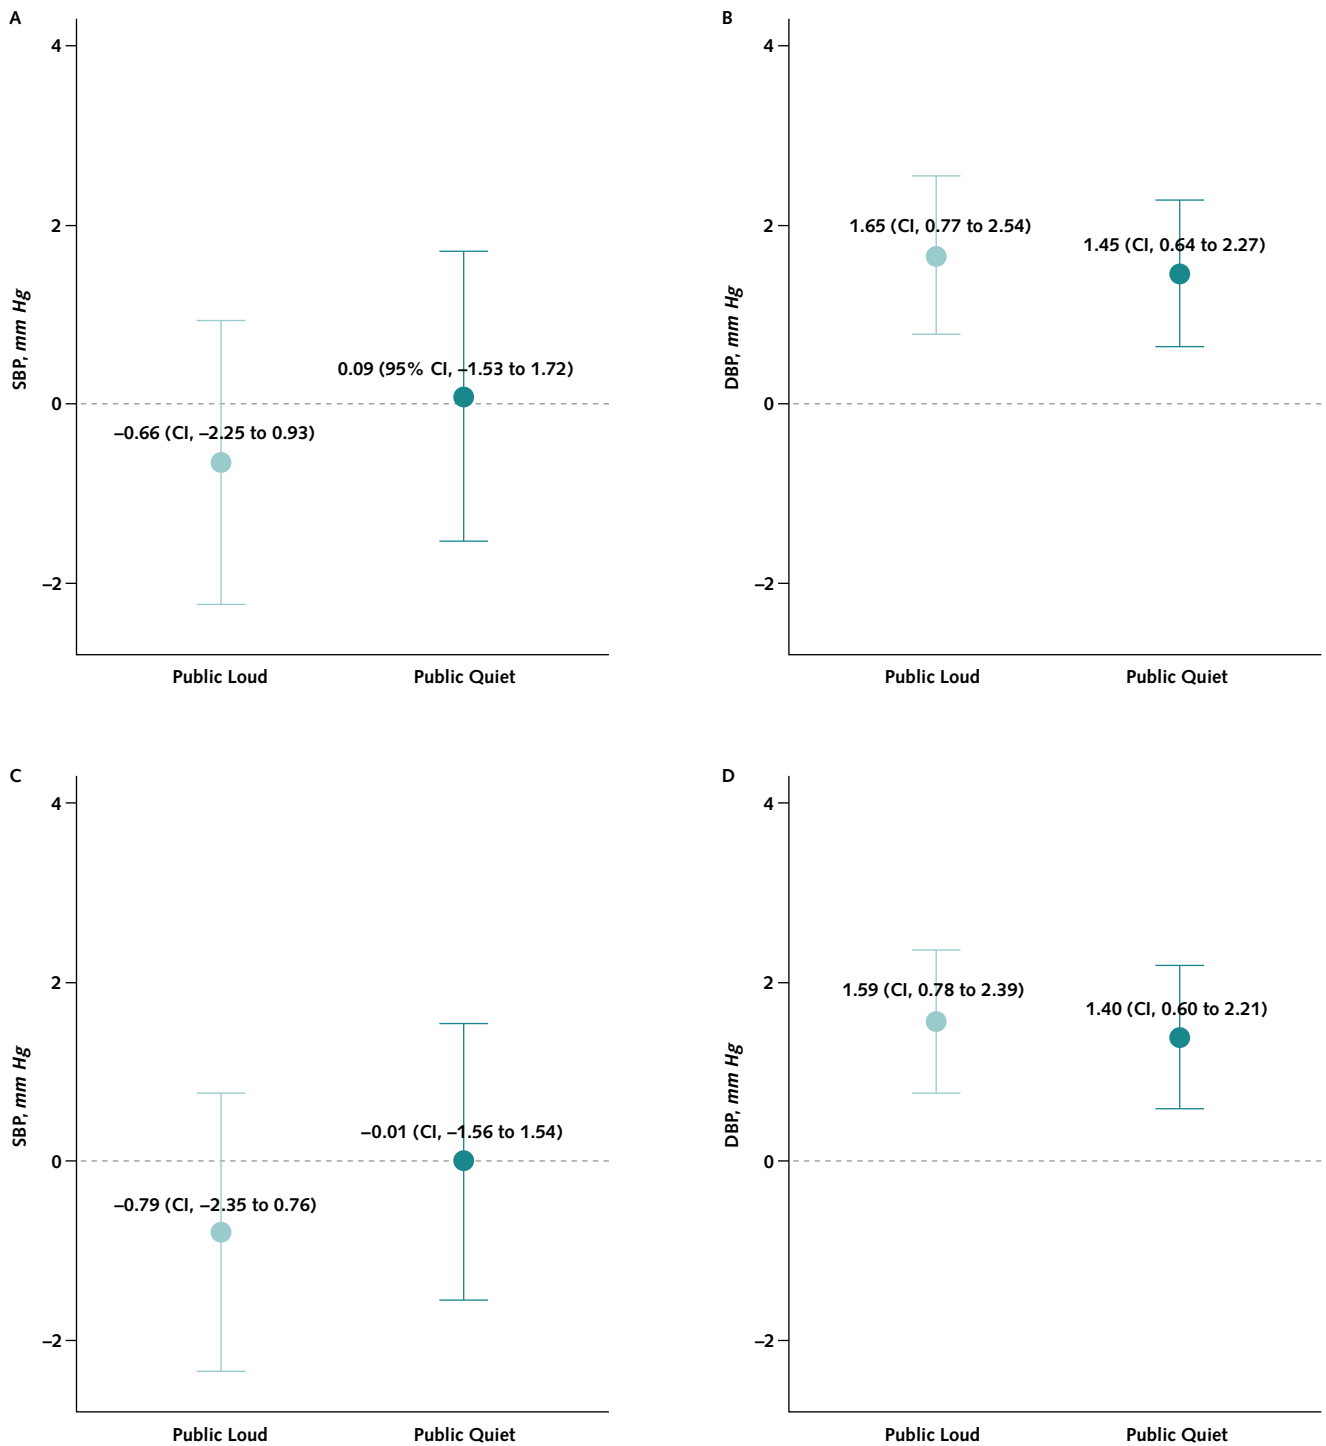 A
4
2
0
–2
SBP, mm Hg
–0.66 (CI, –2.25 to 0.93)
0.09 (95% CI, –1.53 to 1.72)
Public Loud
Public Quiet
B
4
2
0
–2
DBP, mm Hg
1.65 (CI, 0.77 to 2.54)
1.45 (CI, 0.64 to 2.27)
Public Loud
Public Quiet
C
4
2
0
–2
SBP, mm Hg
–0.79 (CI, –2.35 to 0.76)
–0.01 (CI, –1.56 to 1.54)
Public Loud
Public Quiet
D
4
2
0
–2
DBP, mm Hg
1.59 (CI, 0.78 to 2.39)
1.40 (CI, 0.60 to 2.21)
Public Loud
Public Quiet